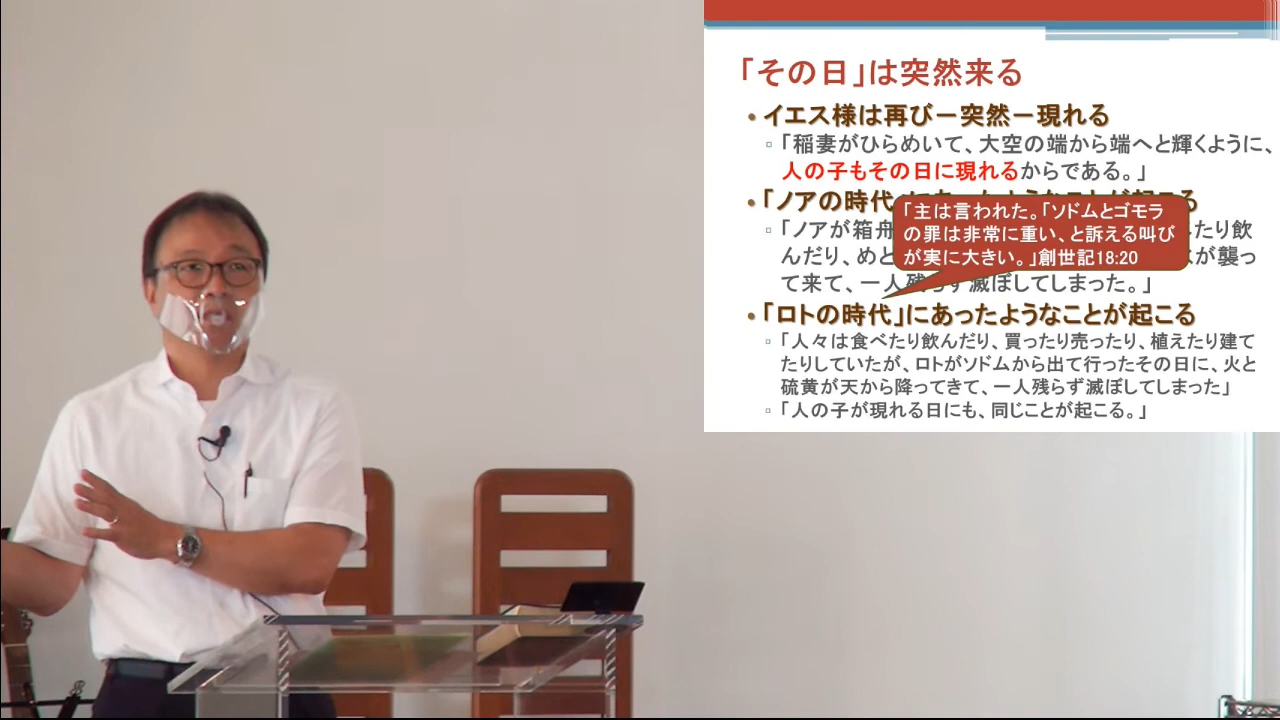 「その日」は突然来る
• イエス様は再び－突然－現れる
「稲妻がひらめいて、大空の端から端へと輝くように、
人の子もその日に現れるからである。」
• 「ノアの時代
「ノアが箱舟 たり飲
んだり、めと が襲っ
て来て、一人残らず滅ぼしてしまった。」
「主は言われた。「ソドムとゴモラ
の罪は非常に重い、と訴える叫び
が実に大きい。」創世記18:20
• 「ロトの時代」にあったようなことが起こる
「人々は食べたり飲んだり、買ったり売ったり、植えたり建て
たりしていたが、ロトがソドムから出て行ったその日に、火と
硫黄が天から降ってきて、一人残らず滅ぼしてしまった」
「人の子が現れる日にも、同じことが起こる。」